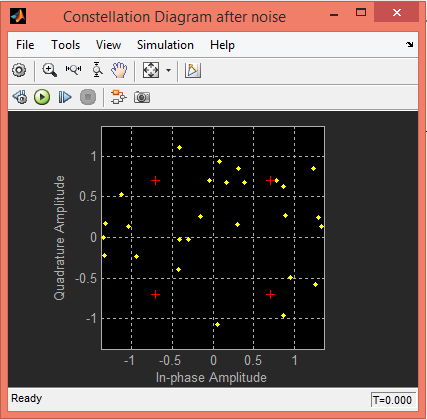 Constellation Diagram after noise
File Tools View Simulation Help
Quadrature Amplitude
1
0.5
0
-0.5
-1
-1 -0.5 0 0.5 1
In-phase Amplitude
Ready T=0.000